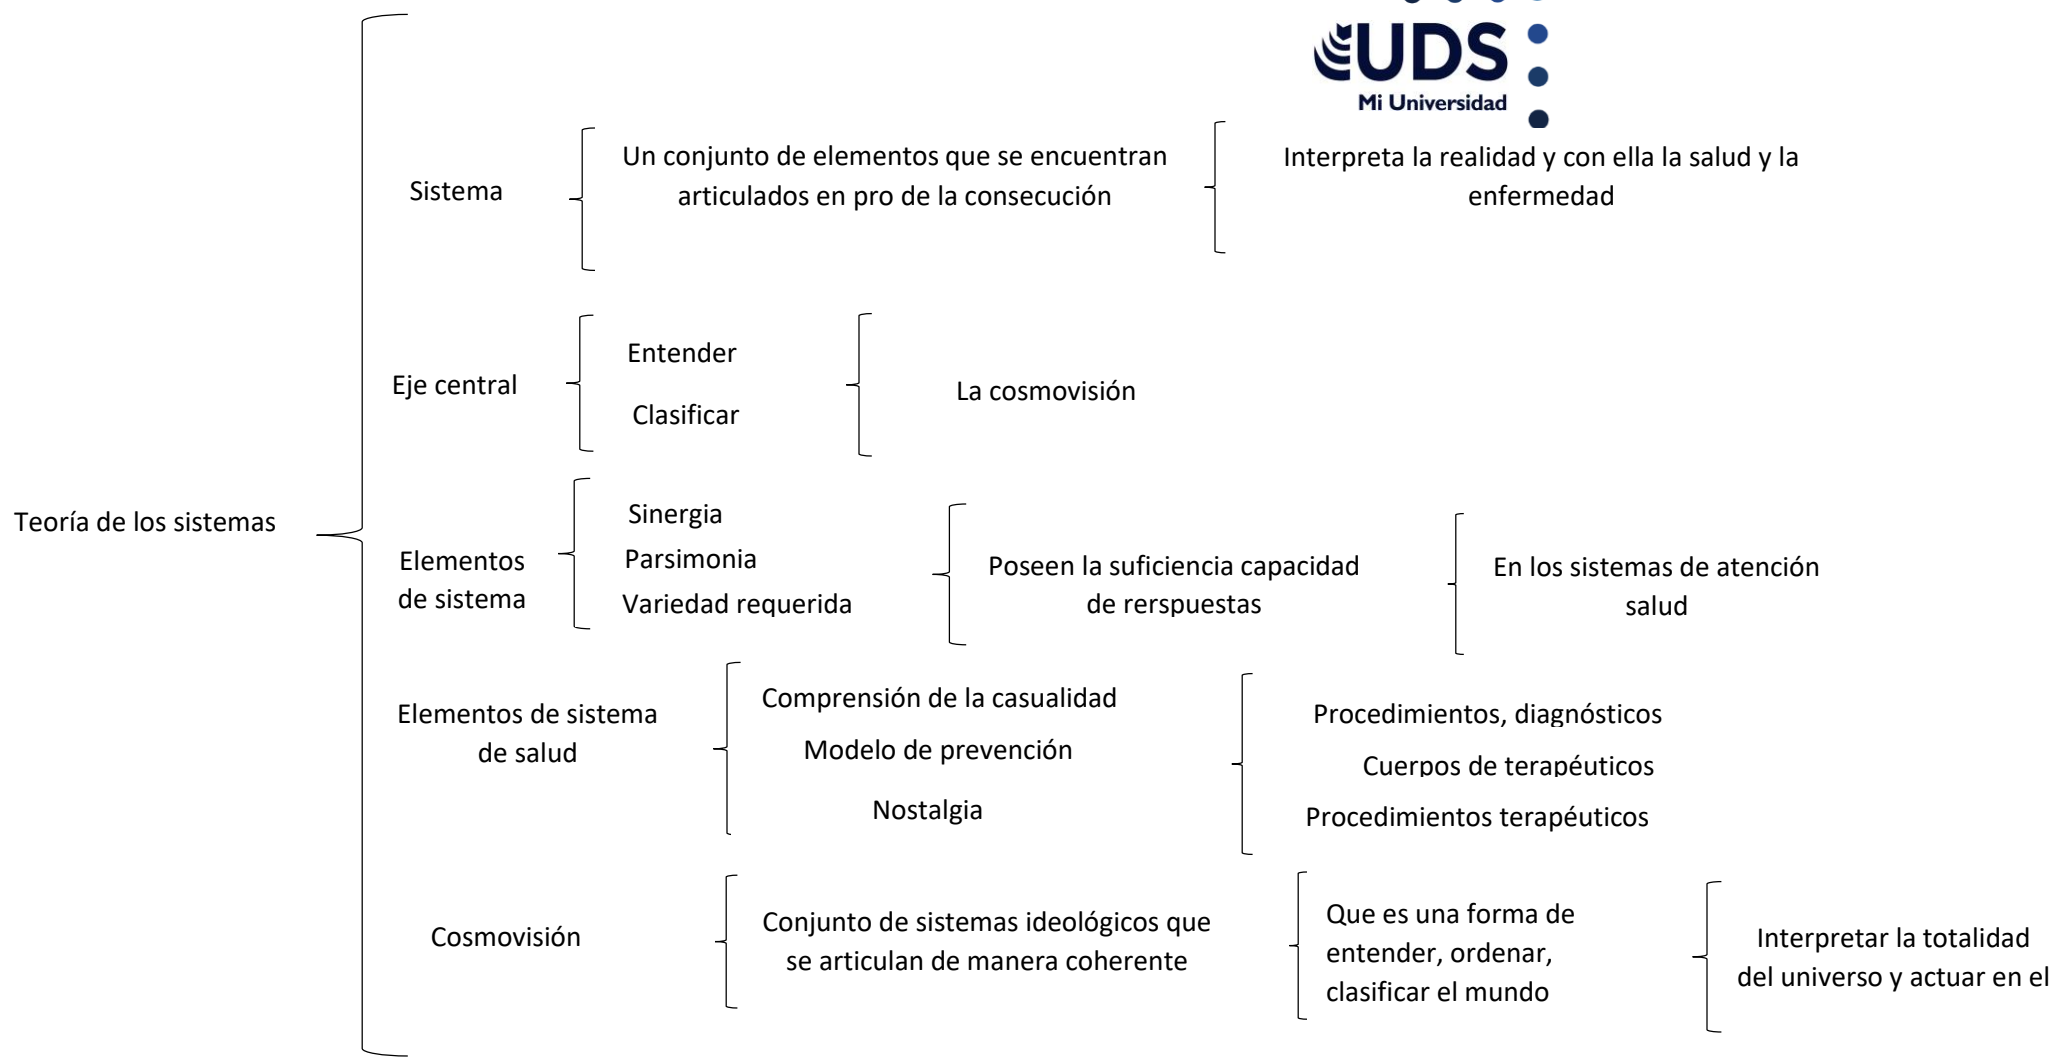 UDS
Mi Universidad
Teoría de los sistemas
Sistema
Un conjunto de elementos que se encuentran
articulados en pro de la consecución
Interpreta la realidad y con ella la salud y la
enfermedad
Eje central
Entender
Clasificar
La cosmovisión
Elementos
de sistema
Sinergia
Parsimonia
Variedad requerida
Poseen la suficiencia capacidad
de rerspuestas
En los sistemas de atención
salud
Elementos de sistema
de salud
Comprensión de la casualidad
Modelo de prevención
Nostalgia
Procedimientos, diagnósticos
Cuerpos de terapéuticos
Procedimientos terapéuticos
Cosmovisión
Conjunto de sistemas ideológicos que
se articulan de manera coherente
Que es una forma de
entender, ordenar,
clasificar el mundo
Interpretar la totalidad
del universo y actuar en el